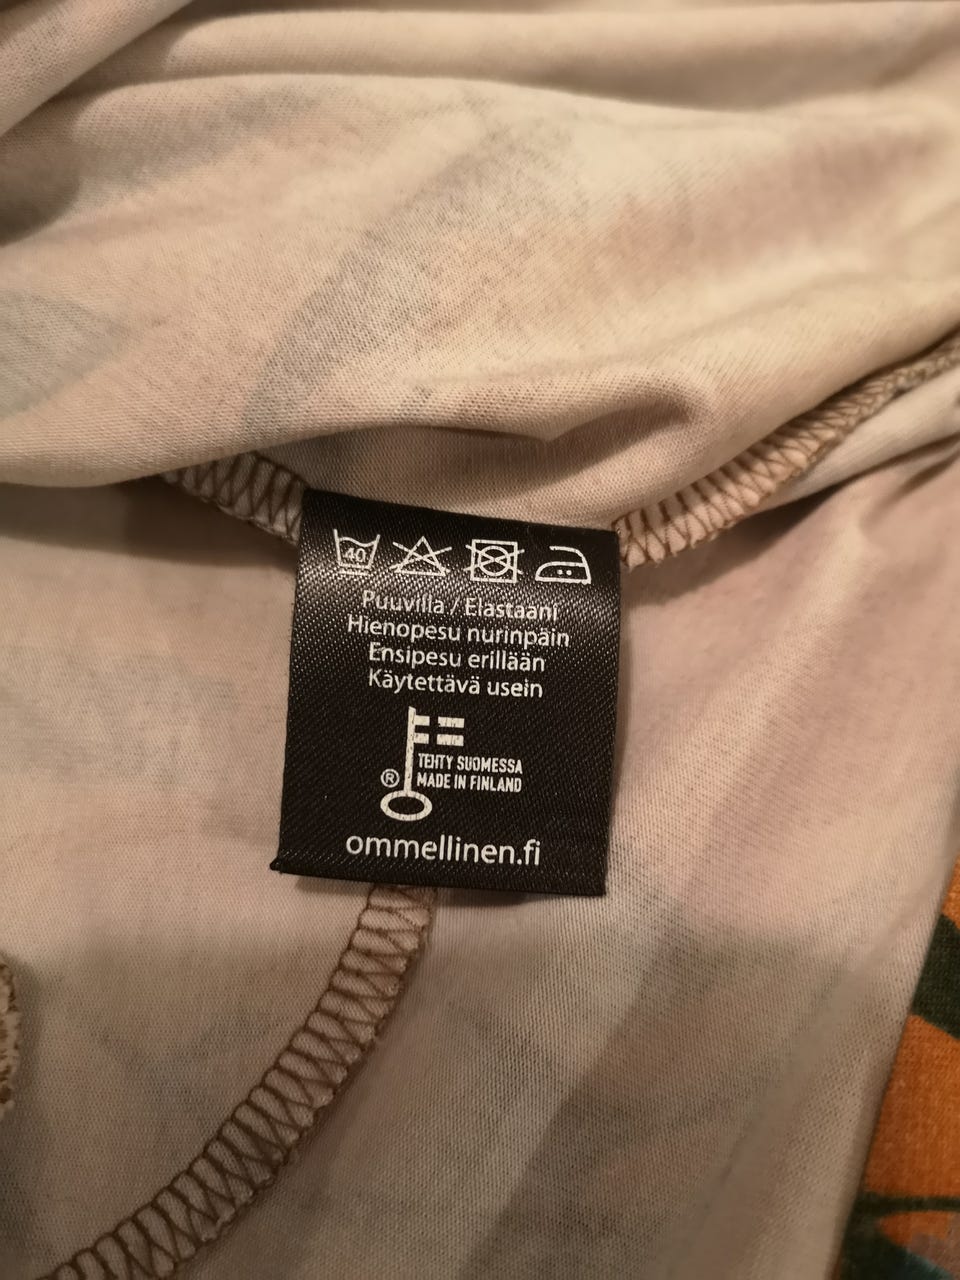 40
Puuvilla / Elastaani
Hienopesu nurinpäin
Ensipesu erillään
Käytettävä usein
TEHTY SUOMESSA
® MADE IN FINLAND
ommellinen.fi